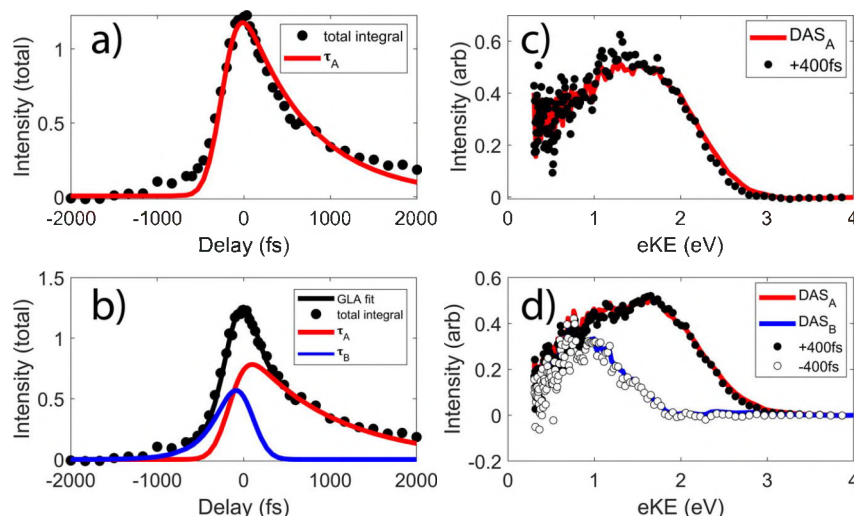 a)
total integral
τA
Intensity (total)
1
0
-2000
-1000
0
1000
2000
Delay (fs)
c)
DASA
+400fs
Intensity (arb)
0.6
0.4
0.2
0
0
1
2
3
4
eKE (eV)
b)
GLA fit
total integral
τA
τB
Intensity (total)
1.5
1
0.5
0
-2000
-1000
0
1000
2000
Delay (fs)
d)
DASA
DASB
+400fs
-400fs
Intensity (arb)
0.6
0.4
0.2
0
-0.2
0
1
2
3
4
eKE (eV)